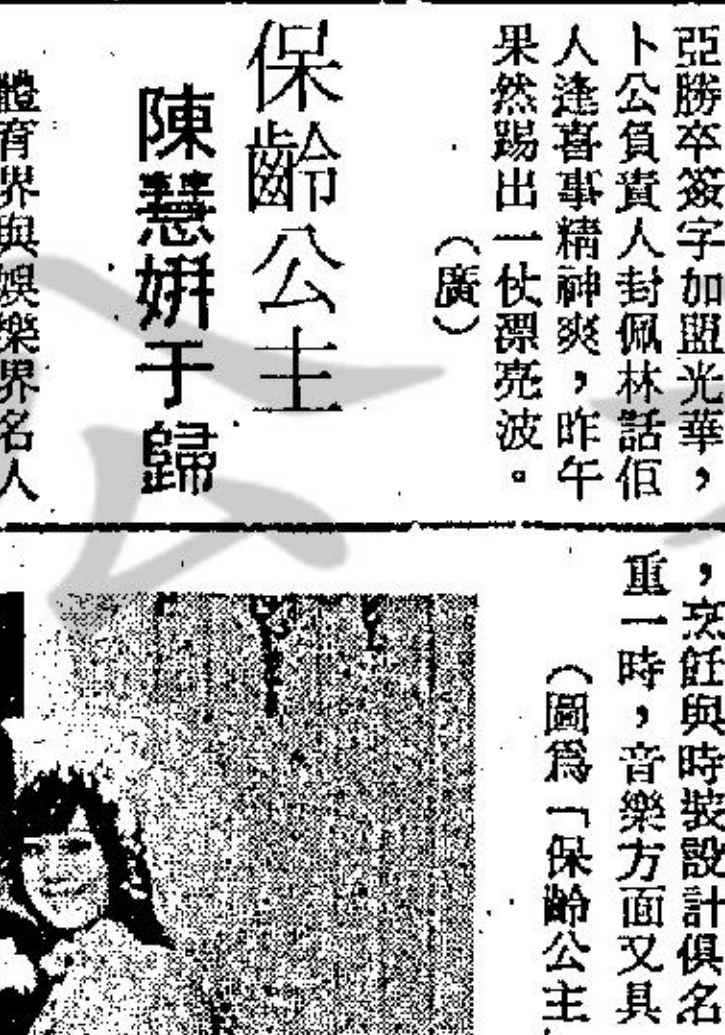 亞勝卒簽字加盟光華，
卜公負責人封佩林話佢
人逢喜事精神爽，昨午
果然踢出一仗漂亮波。
（廣）
保齡公主
陳慧妍于歸
體育界與娛樂界名人
，烹飪與時裝設計俱名
重一時，音樂方面又具
（圖爲「保齡公主